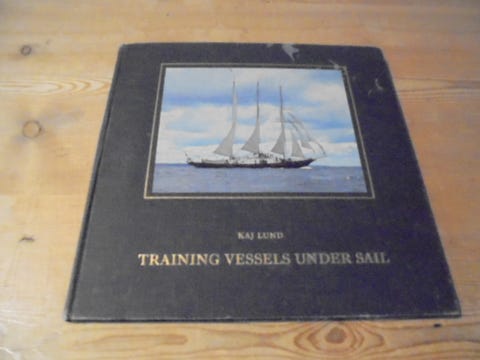 KAJ LUND
TRAINING VESSELS UNDER SAIL